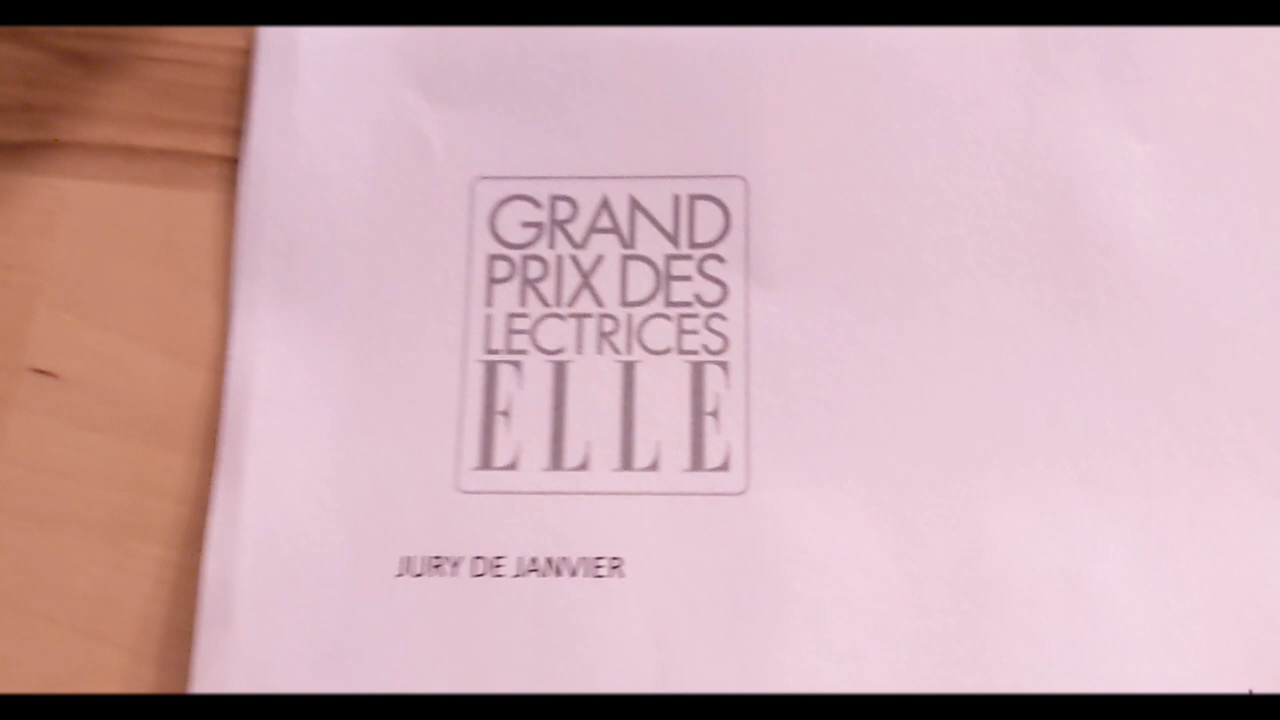 GRAND
PRIX DES
LECTRICES
ELLE
JURY DE JANVIER